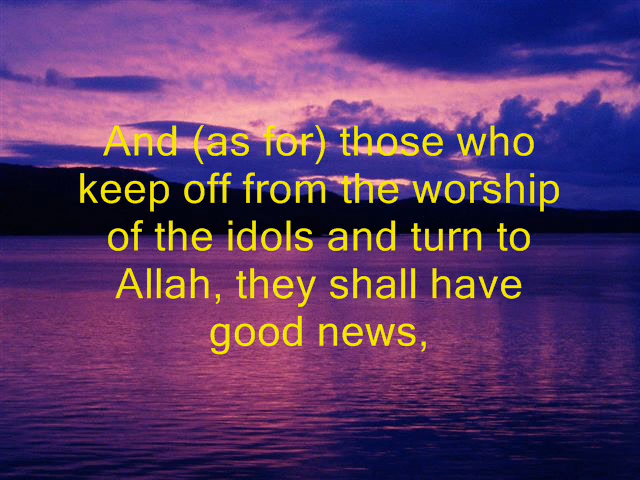 And (as for) those who
keep off from the worship
of the idols and turn to
Allah, they shall have
good news,